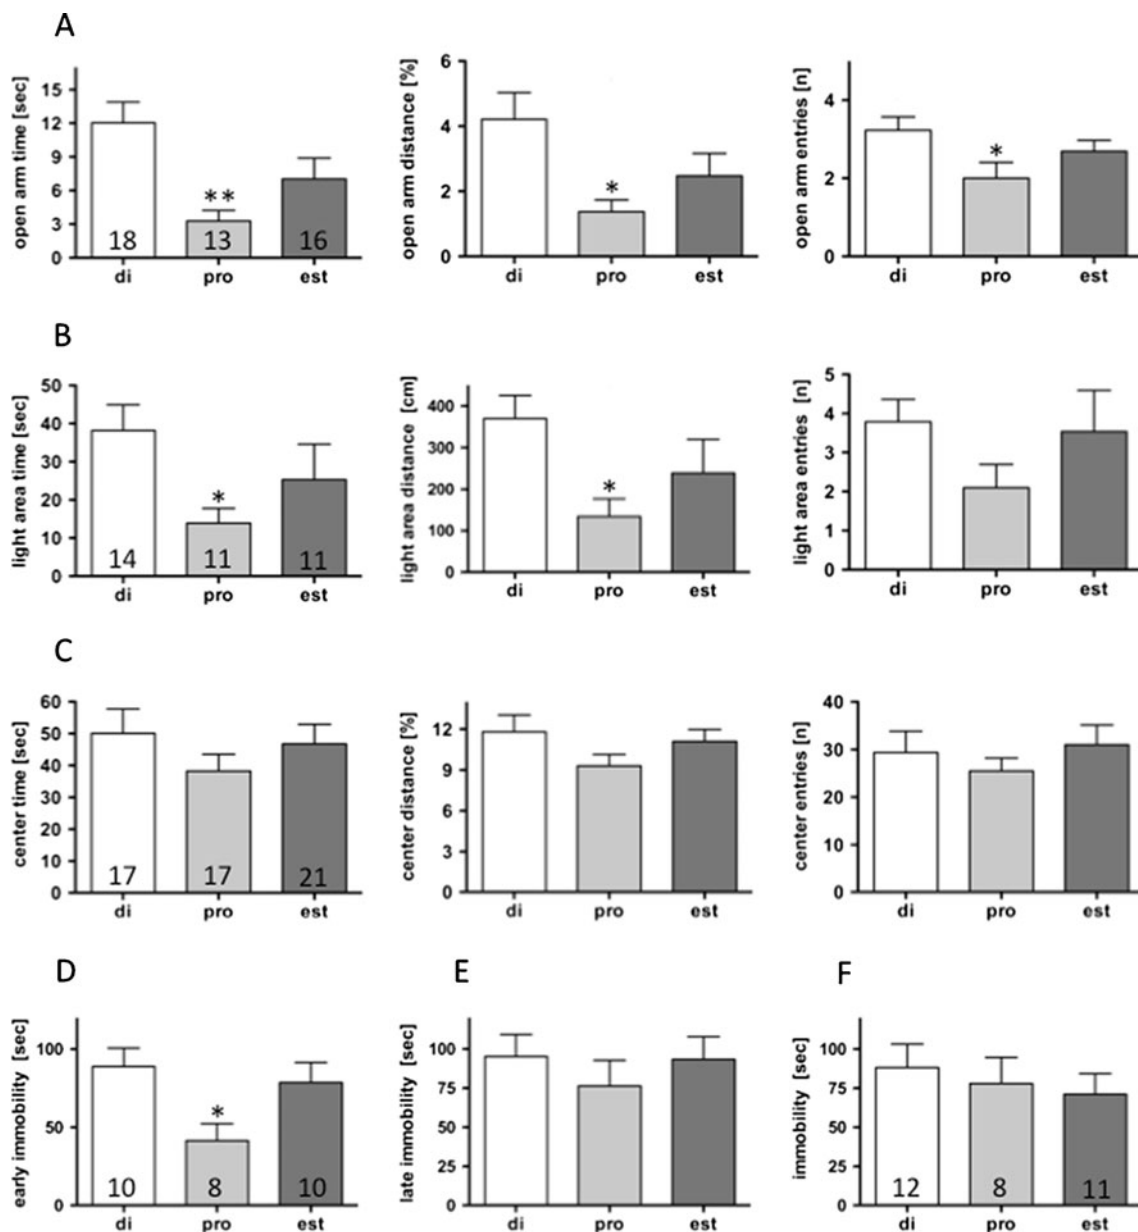 A
open arm time [sec]
15
12
9
6
3
0
**
18
13
16
di
pro
est
open arm distance [%]
6
4
2
0
*
di
pro
est
open arm entries [n]
4
2
0
*
di
pro
est
B
light area time [sec]
50
40
30
20
10
0
*
14
11
11
di
pro
est
light area distance [cm]
400
300
200
100
0
*
di
pro
est
light area entries [n]
5
4
3
2
1
0
di
pro
est
C
center time [sec]
60
50
40
30
20
10
0
17
17
21
di
pro
est
center distance [%]
12
9
6
3
0
di
pro
est
center entries [n]
40
30
20
10
0
di
pro
est
D
early immobility [sec]
100
50
0
*
10
8
10
di
pro
est
E
late immobility [sec]
100
75
50
25
0
di
pro
est
F
immobility [sec]
100
75
50
25
0
12
8
11
di
pro
est